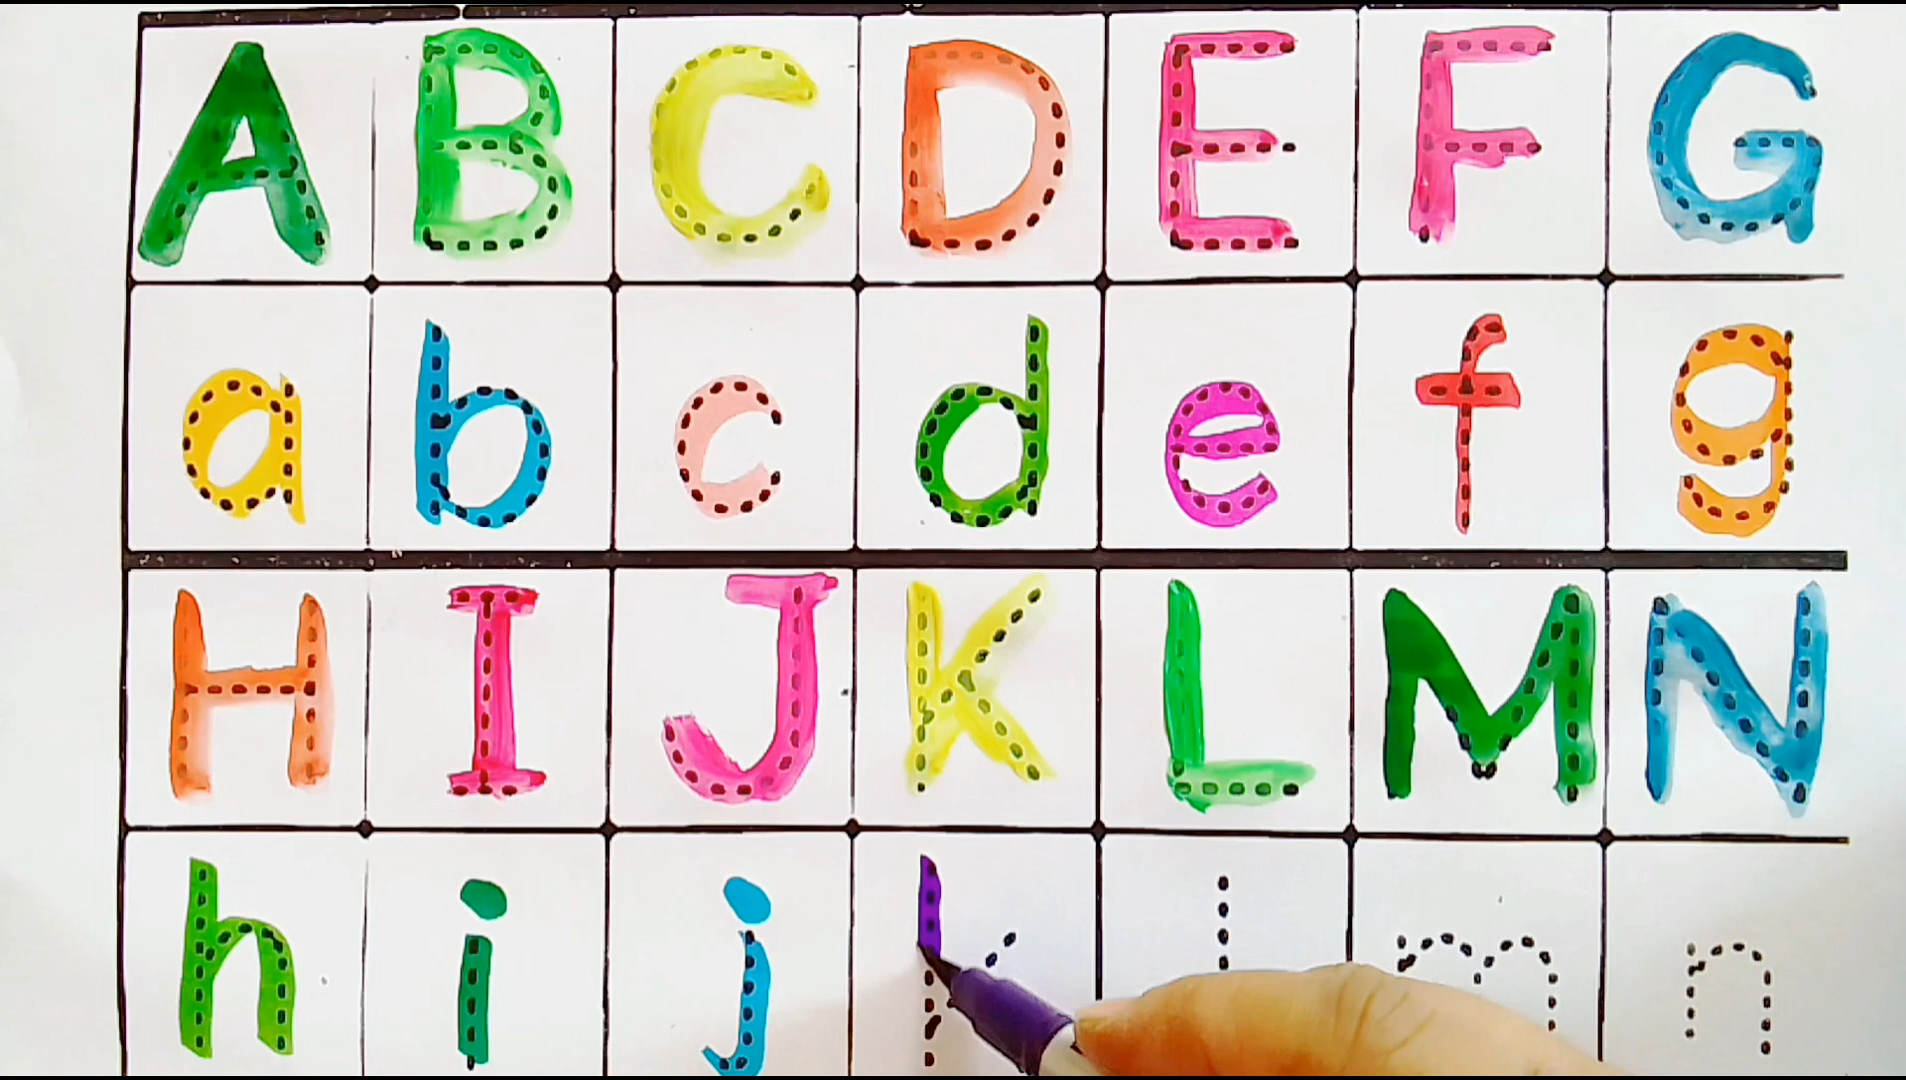 A B C D E F G
a b c d e f g
H I J K L M N
h i j k l m n